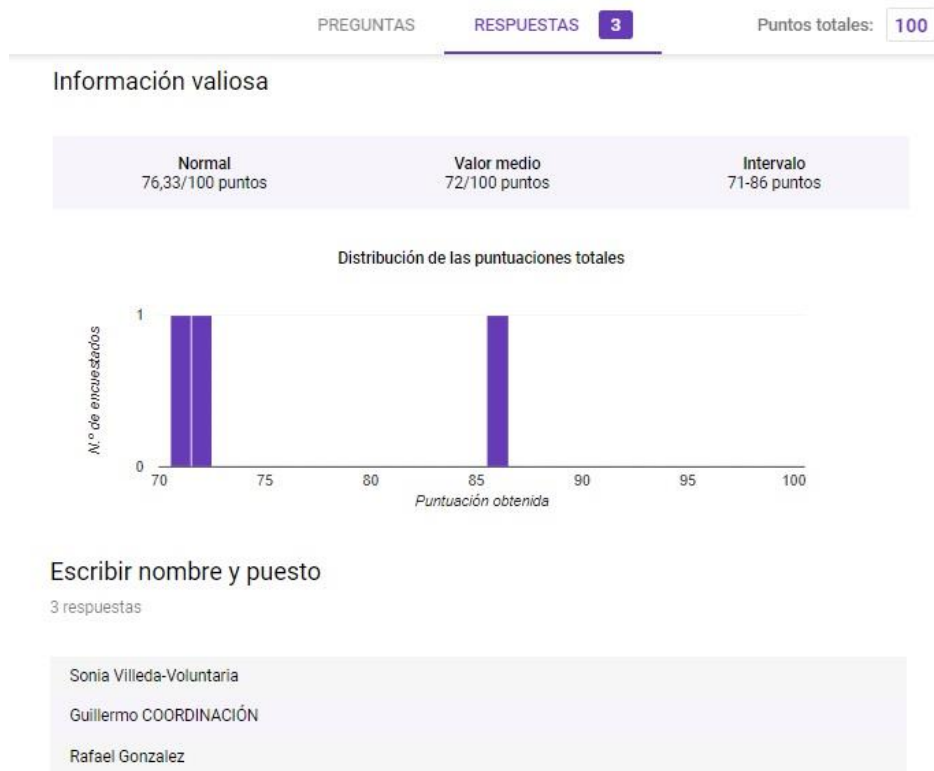 PREGUNTAS RESPUESTAS 3 Puntos totales: 100
Información valiosa
Normal Valor medio Intervalo
76,33/100 puntos 72/100 puntos 71-86 puntos
Distribución de las puntuaciones totales
N.º de encuestados
1
0
70 75 80 85 90 95 100
Puntuación obtenida
Escribir nombre y puesto
3 respuestas
Sonia Villeda-Voluntaria
Guillermo COORDINACIÓN
Rafael Gonzalez